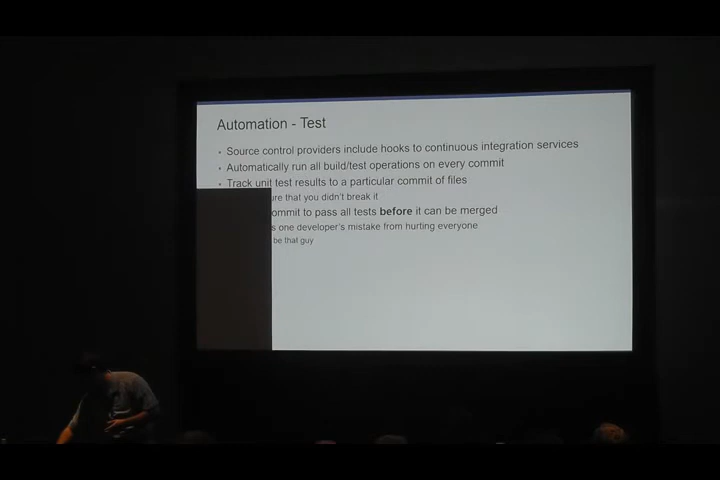 Automation - Test
Source control providers include hooks to continuous integration services
Automatically run all build/test operations on every commit
Track unit test results to a particular commit of files
that you didn't break it
to pass all tests before it can be merged
one developer's mistake from hurting everyone
be that guy